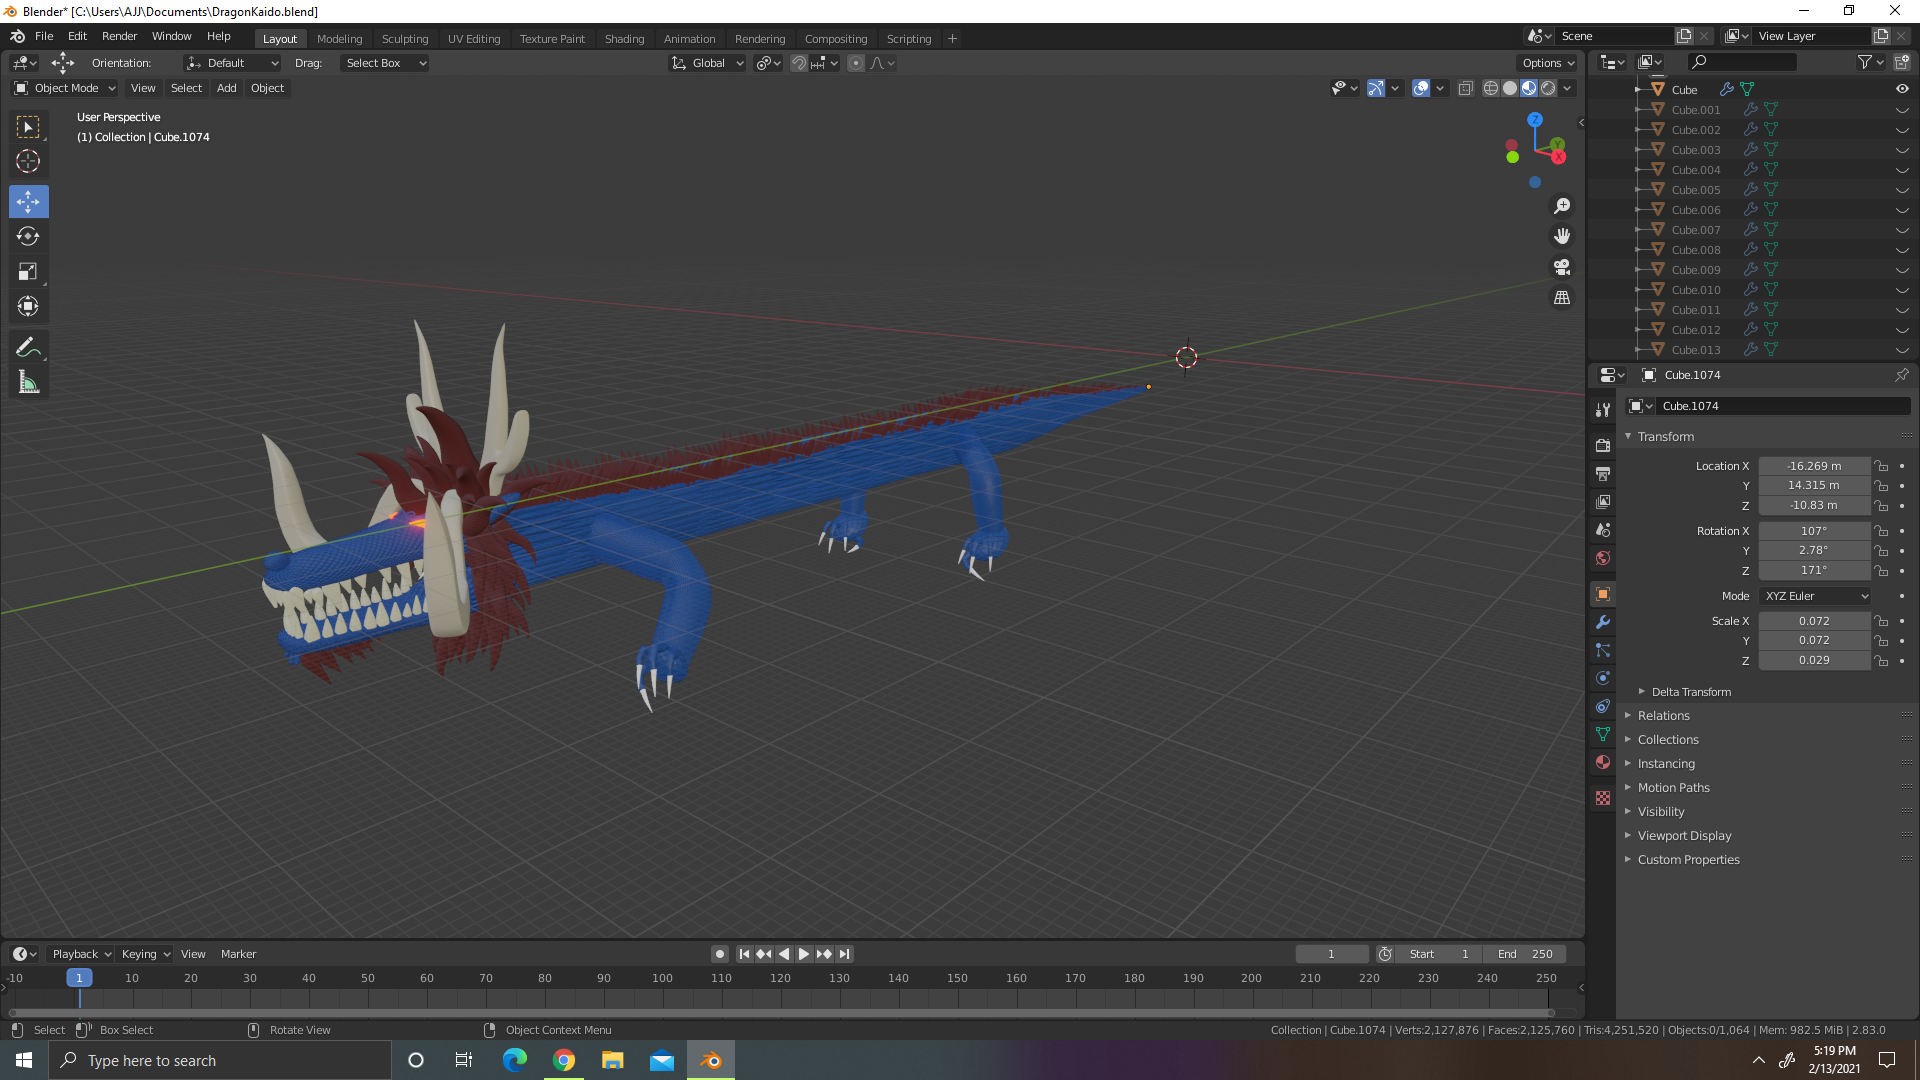 Blender* [C:\Users\AJJ\Documents\DragonKaido.blend]
File Edit Render Window Help Layout Modeling Sculpting UV Editing Texture Paint Shading Animation Rendering Compositing Scripting + Scene View Layer
Orientation: Default Drag: Select Box Global Options
Object Mode View Select Add Object
User Perspective
(1) Collection | Cube.1074
Z
Y
X
Cube
Cube.001
Cube.002
Cube.003
Cube.004
Cube.005
Cube.006
Cube.007
Cube.008
Cube.009
Cube.010
Cube.011
Cube.012
Cube.013
Cube.1074
Cube.1074
Transform
Location X -16.269 m
Y 14.315 m
Z -10.83 m
Rotation X 107°
Y 2.78°
Z 171°
Mode XYZ Euler
Scale X 0.072
Y 0.072
Z 0.029
Delta Transform
Relations
Collections
Instancing
Motion Paths
Visibility
Viewport Display
Custom Properties
Playback Keying View Marker 1 Start 1 End 250
-10 1 10 20 30 40 50 60 70 80 90 100 110 120 130 140 150 160 170 180 190 200 210 220 230 240 250
Select Box Select Rotate View Object Context Menu Collection | Cube.1074 | Verts:2,127,876 | Faces:2,125,760 | Tris:4,251,520 | Objects:0/1,064 | Mem: 982.5 MiB | 2.83.0
Type here to search
5:19 PM
2/13/2021